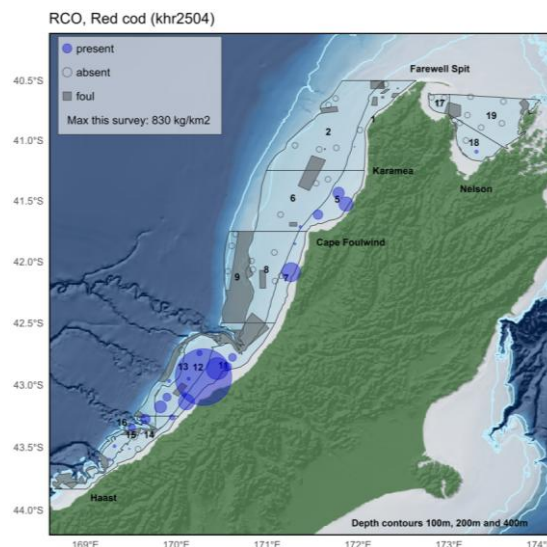 RCO, Red cod (khr2504)
present
absent
foul
Max this survey: 830 kg/km2
Farewell Spit
40.5°S
17
19
1
2
18
41.0°S
Karamea
Nelson
6
5
41.5°S
Cape Foulwind
42.0°S
9
8
7
42.5°S
13
12
11
43.0°S
16
15
14
43.5°S
Haast
44.0°S
Depth contours 100m, 200m and 400m
169°E
170°E
171°E
172°E
173°E